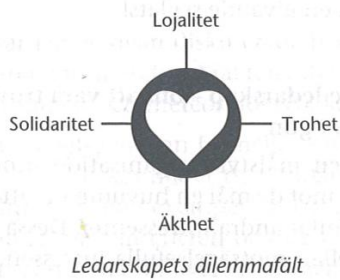 Lojalitet
Solidaritet
Trohet
Äkthet
Ledarskapets dilemmafält